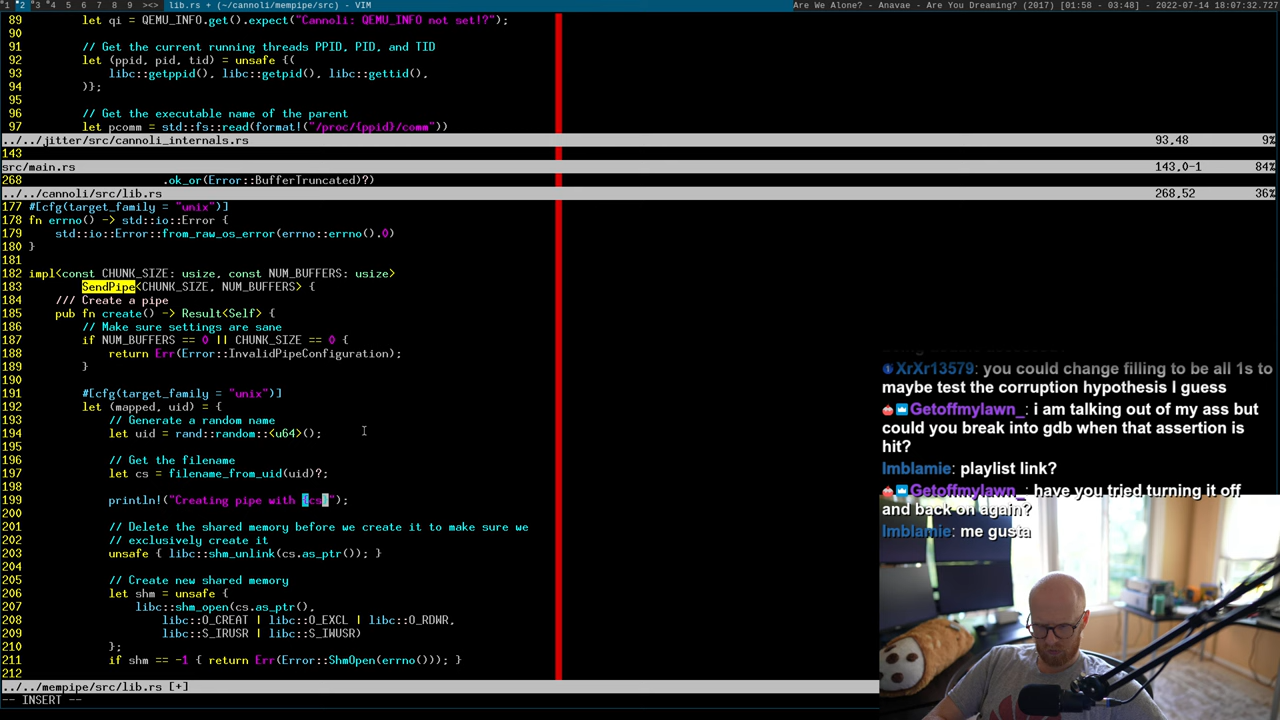 1 2 3 4 5 6 7 8 9 ><> lib.rs + (~/cannoli/mempipe/src) - VIM
Are We Alone? - Anavae - Are You Dreaming? (2017) [01:58 - 03:48] - 2022-07-14 18:07:32.727
89 let qi = QEMU_INFO.get().expect("Cannoli: QEMU_INFO not set!?");
90
91 // Get the current running threads PPID, PID, and TID
92 let (ppid, pid, tid) = unsafe {(
93 libc::getppid(), libc::getpid(), libc::gettid(),
94 )};
95
96 // Get the executable name of the parent
97 let pcomm = std::fs::read(format!("/proc/{ppid}/comm"))
../../jitter/src/cannoli_internals.rs 93,48 9%
143
src/main.rs 143,0-1 84%
268 .ok_or(Error::BufferTruncated)?)
../../cannoli/src/lib.rs 268,52 36%
177 #[cfg(target_family = "unix")]
178 fn errno() -> std::io::Error {
179 std::io::Error::from_raw_os_error(errno::errno().0)
180 }
181
182 impl<const CHUNK_SIZE: usize, const NUM_BUFFERS: usize>
183 SendPipe<CHUNK_SIZE, NUM_BUFFERS> {
184 /// Create a pipe
185 pub fn create() -> Result<Self> {
186 // Make sure settings are sane
187 if NUM_BUFFERS == 0 || CHUNK_SIZE == 0 {
188 return Err(Error::InvalidPipeConfiguration);
189 }
190
191 #[cfg(target_family = "unix")]
192 let (mapped, uid) = {
193 // Generate a random name
194 let uid = rand::random::<u64>();
195
196 // Get the filename
197 let cs = filename_from_uid(uid)?;
198
199 println!("Creating pipe with {cs}");
200
201 // Delete the shared memory before we create it to make sure we
202 // exclusively create it
203 unsafe { libc::shm_unlink(cs.as_ptr()); }
204
205 // Create new shared memory
206 let shm = unsafe {
207 libc::shm_open(cs.as_ptr(),
208 libc::O_CREAT | libc::O_EXCL | libc::O_RDWR,
209 libc::S_IRUSR | libc::S_IWUSR)
210 };
211 if shm == -1 { return Err(Error::ShmOpen(errno())); }
212
../../mempipe/src/lib.rs [+]
-- INSERT --
XrXr13579: you could change filling to be all 1s to
maybe test the corruption hypothesis I guess
Getoffmylawn_: i am talking out of my ass but
could you break into gdb when that assertion is
hit?
Imblamie: playlist link?
Getoffmylawn_: have you tried turning it off
and back on again?
Imblamie: me gusta